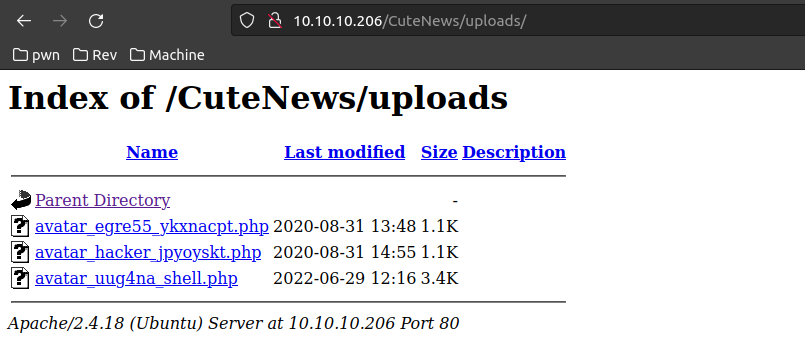 10.10.10.206/CuteNews/uploads/
pwn Rev Machine
Index of /CuteNews/uploads
Name Last modified Size Description
Parent Directory -
avatar_egre55_ykxnacpt.php 2020-08-31 13:48 1.1K
avatar_hacker_jpyoyskt.php 2020-08-31 14:55 1.1K
avatar_uug4na_shell.php 2022-06-29 12:16 3.4K
Apache/2.4.18 (Ubuntu) Server at 10.10.10.206 Port 80